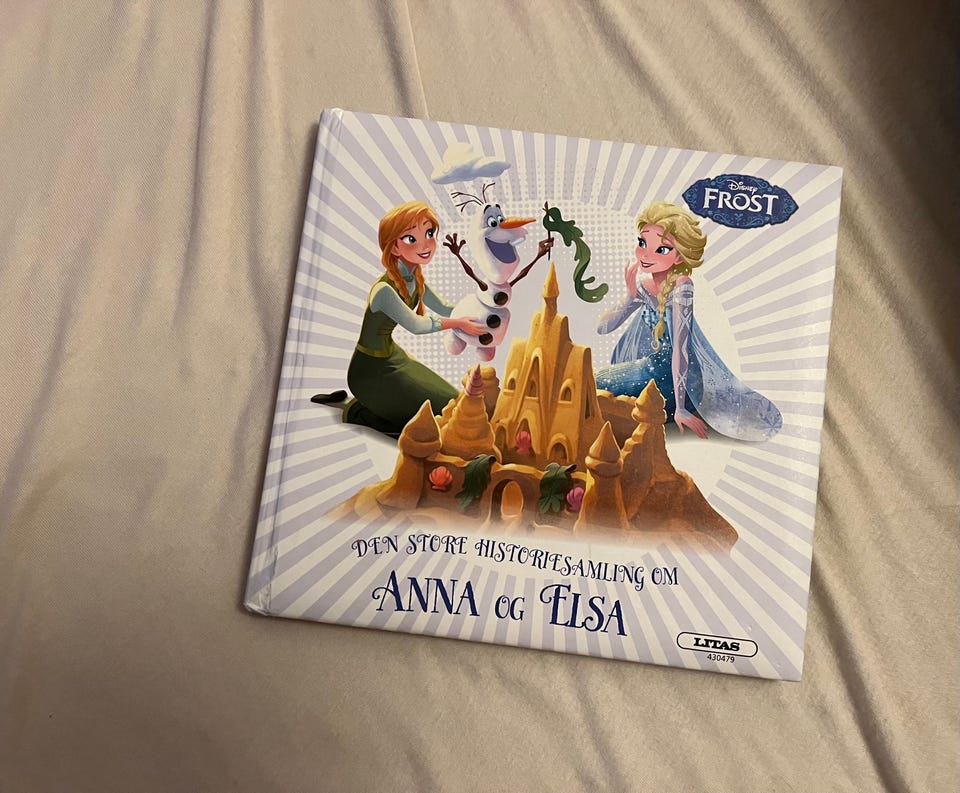 Disney
FROST
DEN STORE HISTORIESAMLING OM
ANNA OG ELSA
LITAS
430479